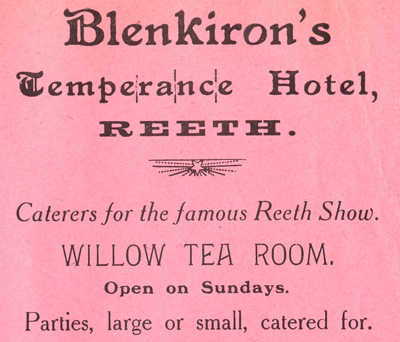 Blenkiron's
Temperance Hotel,
REETH.
Caterers for the famous Reeth Show.
WILLOW TEA ROOM.
Open on Sundays.
Parties, large or small, catered for.